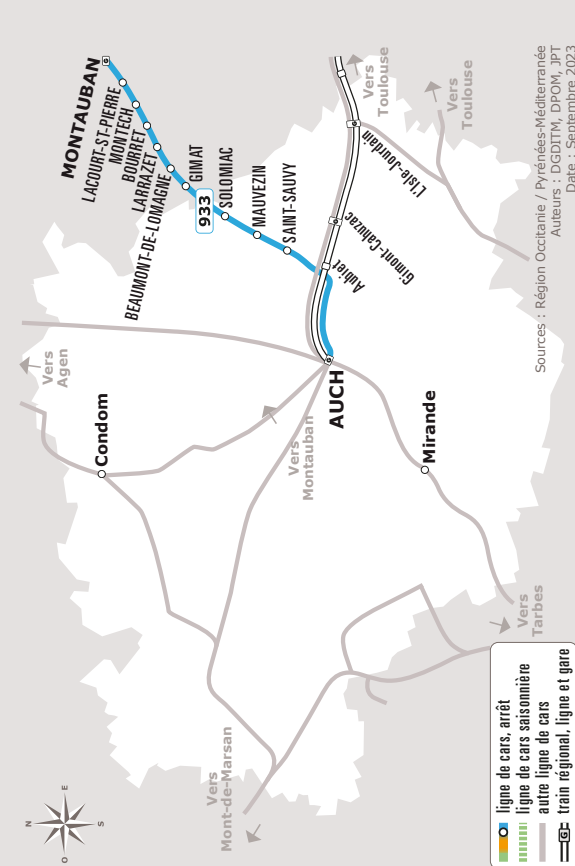 MONTAUBAN
LACOURT-ST-PIERRE
MONTECH
BOURRET
LARRAZET
BEAUMONT-DE-LOMAGNE
GIMAT
933
SOLOMIAC
MAUVEZIN
SAINT-SAUVY
Aubiet
Gimont-Cahuzac
L'Isle-Jourdain
Vers
Toulouse
Vers
Toulouse
Vers
Agen
Condom
Vers
Montauban
AUCH
Mirande
Vers
Tarbes
Vers
Mont-de-Marsan
N
E
S
O
ligne de cars, arrêt
ligne de cars saisonnière
autre ligne de cars
G
train régional, ligne et gare
Sources : Région Occitanie / Pyrénées-Méditerranée
Auteurs : DGDITM, DPOM, JPT
Date : Septembre 2023